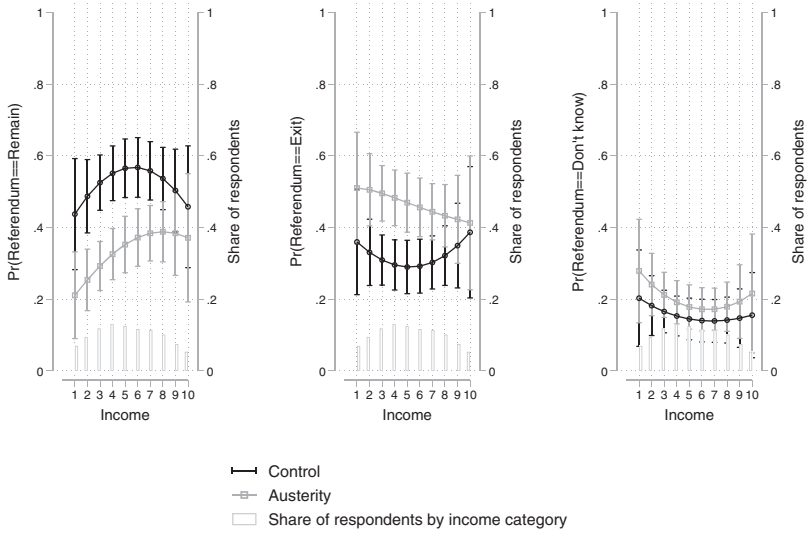 1 1 1 1 1 1
.8 .8 .8 .8 .8 .8
.6 .6 .6 .6 .6 .6
.4 .4 .4 .4 .4 .4
.2 .2 .2 .2 .2 .2
0 0 0 0 0 0
Pr(Referendum==Remain)
Share of respondents
Pr(Referendum==Exit)
Share of respondents
Pr(Referendum==Don't know)
Share of respondents
1 2 3 4 5 6 7 8 9 10 1 2 3 4 5 6 7 8 9 10 1 2 3 4 5 6 7 8 9 10
Income Income Income
Control
Austerity
Share of respondents by income category